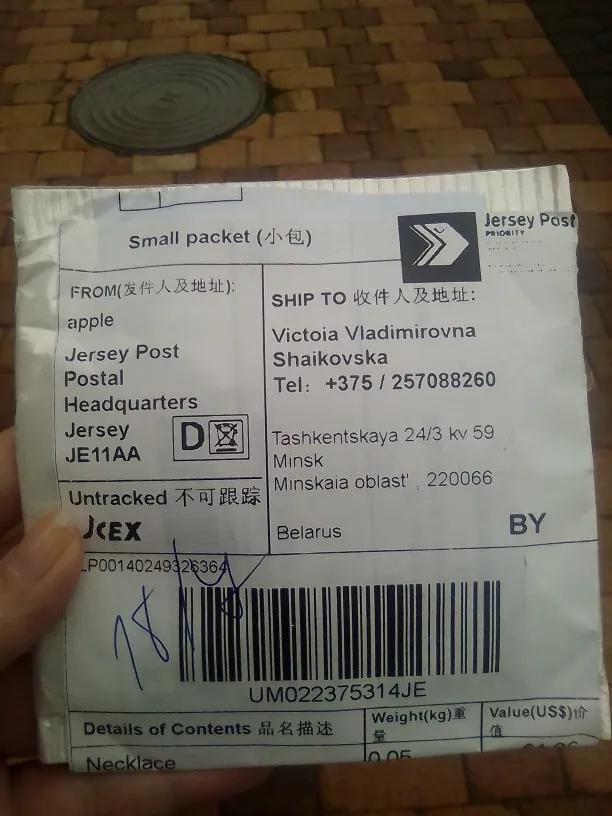 Small packet (小包)
Jersey Post
PRIORITY
FROM(发件人及地址):
apple
Jersey Post
Postal
Headquarters
Jersey
JE11AA
D
Untracked 不可跟踪
SHIP TO 收件人及地址:
Victoia Vladimirovna
Shaikovska
Tel: +375 / 257088260
Tashkentskaya 24/3 kv 59
Minsk
Minskaia oblast' , 220066
Belarus
BY
LP00140249326364
UM022375314JE
Details of Contents 品名描述
Weight(kg)重
量
Value(US$)价
值
Necklace
0.05